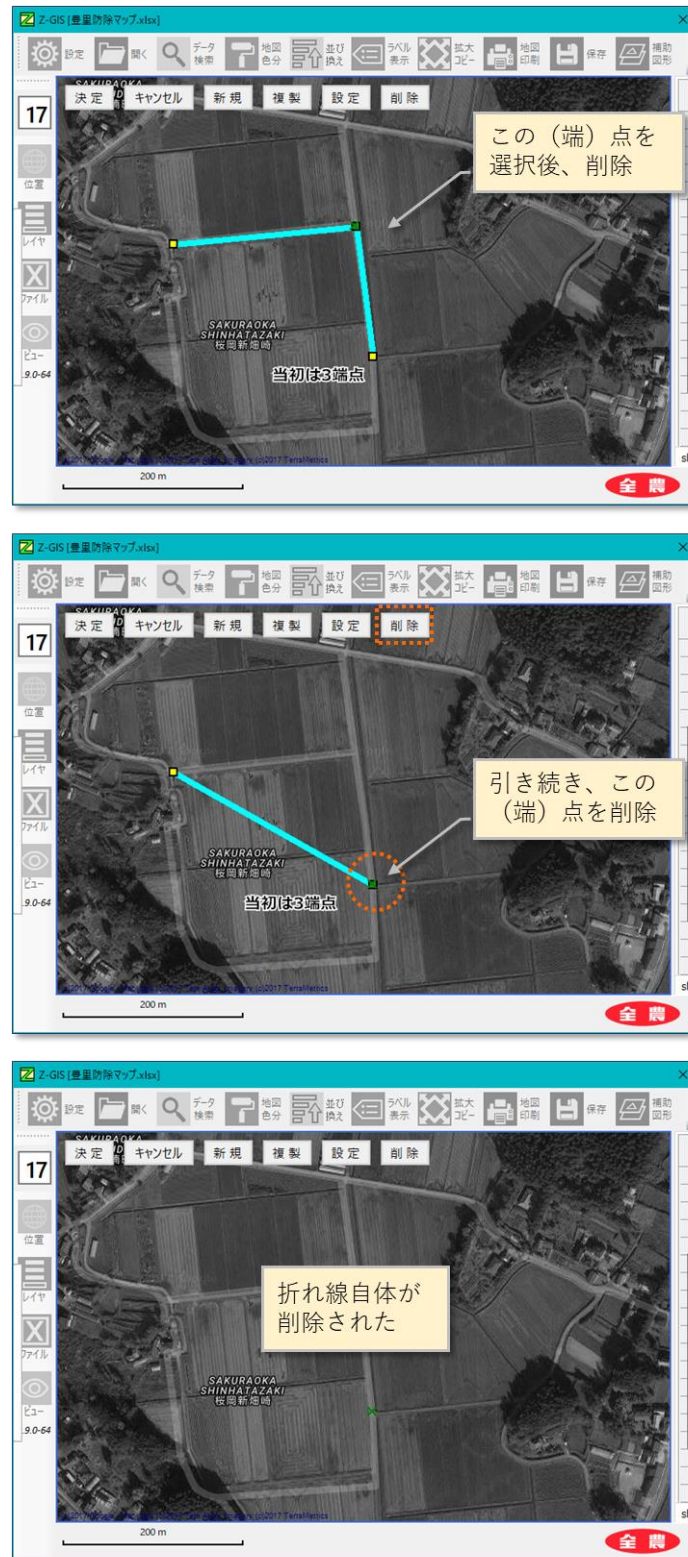 Z-GIS [豊里防除マップ.xlsx]
設定 開く データ検索 地図色分 並び換え ラベル表示 拡大コピー 地図印刷 保存 補助図形
決定 キャンセル 新規 複製 設定 削除
17
位置
レイヤ
ファイル
ビュー
.9.0-64
この（端）点を
選択後、削除
SAKURAOKA
SHINHATAZAKI
桜岡新畑崎
当初は3端点
200 m
全農
Z-GIS [豊里防除マップ.xlsx]
設定 開く データ検索 地図色分 並び換え ラベル表示 拡大コピー 地図印刷 保存 補助図形
決定 キャンセル 新規 複製 設定 削除
17
位置
レイヤ
ファイル
ビュー
.9.0-64
引き続き、この
（端）点を削除
SAKURAOKA
SHINHATAZAKI
桜岡新畑崎
当初は3端点
200 m
全農
Z-GIS [豊里防除マップ.xlsx]
設定 開く データ検索 地図色分 並び換え ラベル表示 拡大コピー 地図印刷 保存 補助図形
決定 キャンセル 新規 複製 設定 削除
17
位置
レイヤ
ファイル
ビュー
.9.0-64
折れ線自体が
削除された
SAKURAOKA
SHINHATAZAKI
桜岡新畑崎
200 m
全農